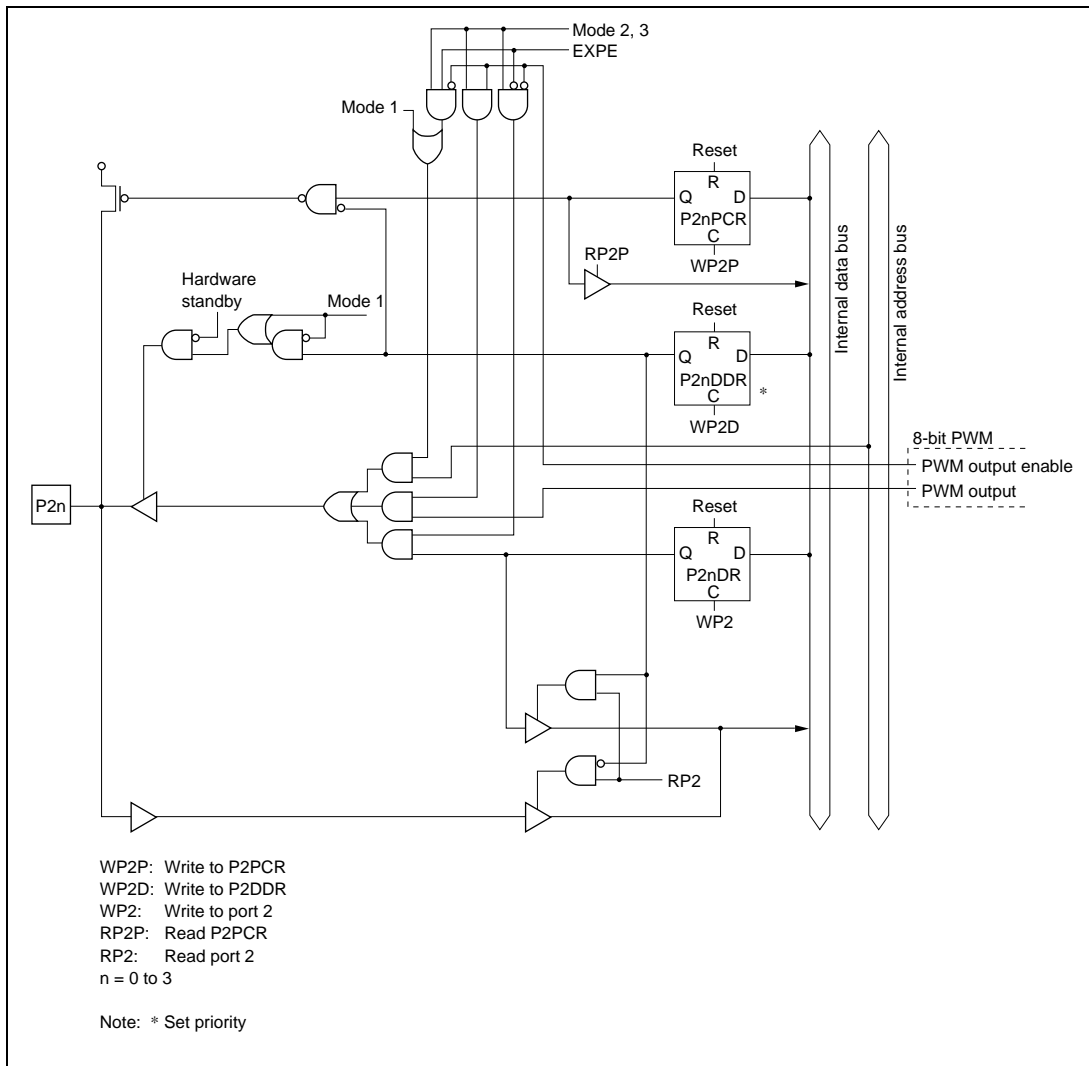 Mode 2, 3
EXPE
Mode 1
Reset
R
Q D
P2nPCR
C
WP2P
RP2P
Hardware
standby
Mode 1
Reset
R
Q D
P2nDDR
C
*
WP2D
Internal data bus
Internal address bus
8-bit PWM
PWM output enable
PWM output
P2n
Reset
R
Q D
P2nDR
C
WP2
RP2
WP2P: Write to P2PCR
WP2D: Write to P2DDR
WP2: Write to port 2
RP2P: Read P2PCR
RP2: Read port 2
n = 0 to 3
Note: * Set priority